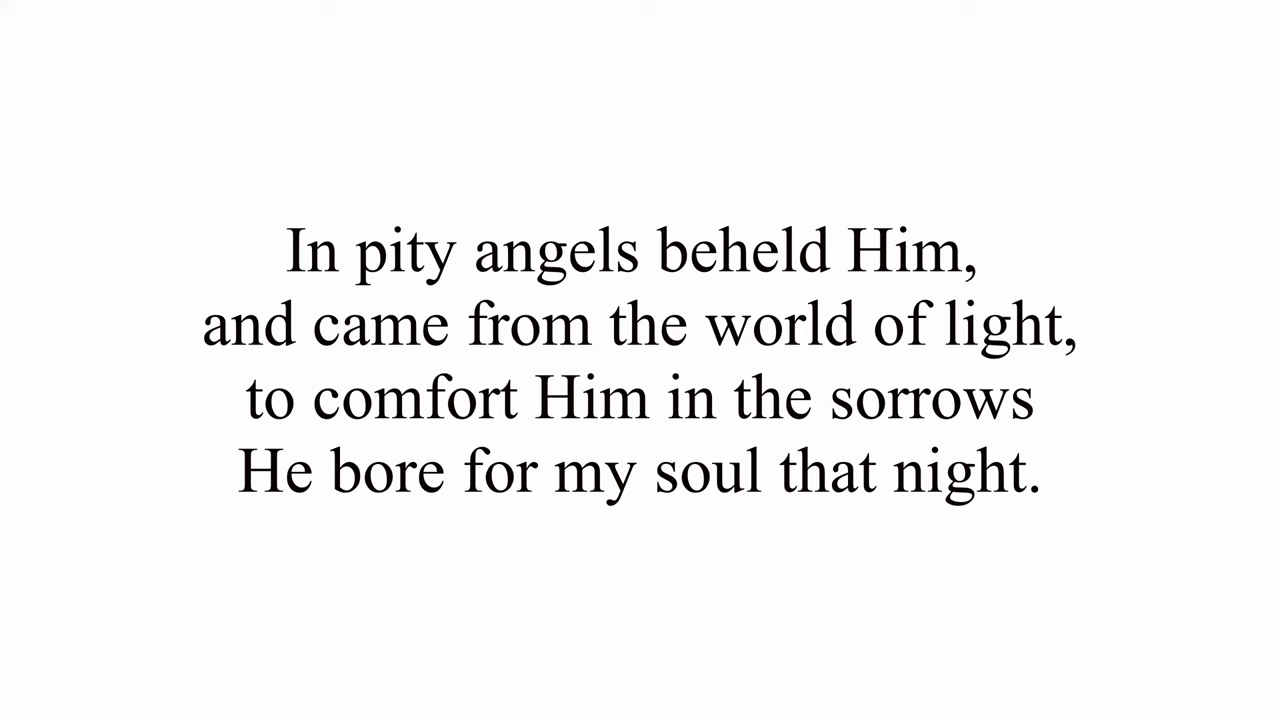 In pity angels beheld Him,
and came from the world of light,
to comfort Him in the sorrows
He bore for my soul that night.